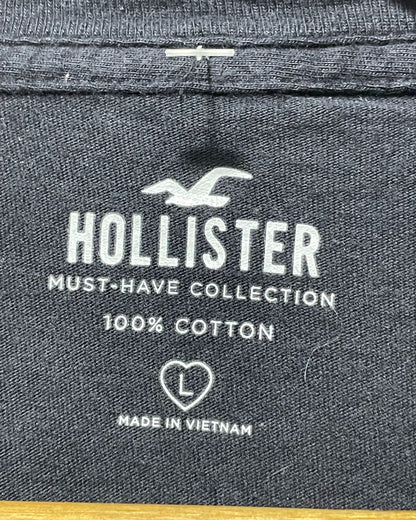 HOLLISTER
MUST-HAVE COLLECTION
100% COTTON
L
MADE IN VIETNAM